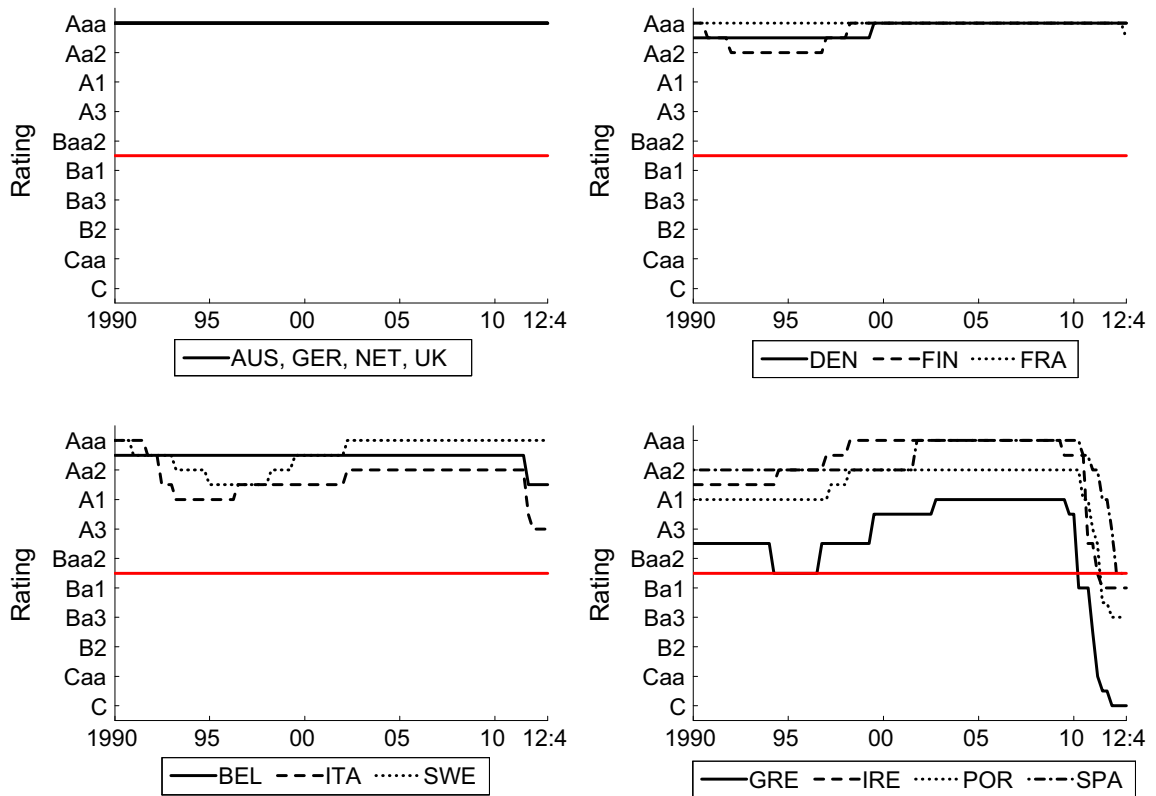 Aaa
Aa2
A1
A3
Baa2
Ba1
Ba3
B2
Caa
C
Rating
1990 95 00 05 10 12:4
AUS, GER, NET, UK
Aaa
Aa2
A1
A3
Baa2
Ba1
Ba3
B2
Caa
C
Rating
1990 95 00 05 10 12:4
DEN FIN FRA
Aaa
Aa2
A1
A3
Baa2
Ba1
Ba3
B2
Caa
C
Rating
1990 95 00 05 10 12:4
BEL ITA SWE
Aaa
Aa2
A1
A3
Baa2
Ba1
Ba3
B2
Caa
C
Rating
1990 95 00 05 10 12:4
GRE IRE POR SPA